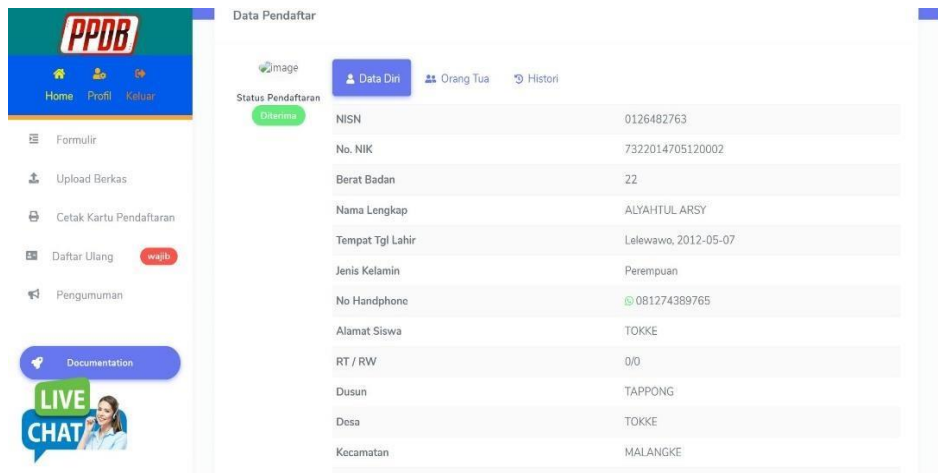 PPDB
Home Profil Keluar
Formulir
Upload Berkas
Cetak Kartu Pendaftaran
Daftar Ulang wajib
Pengumuman
Documentation
LIVE
CHAT
Data Pendaftar
image
Status Pendaftaran
Diterima
Data Diri Orang Tua Histori
NISN 0126482763
No. NIK 7322014705120002
Berat Badan 22
Nama Lengkap ALYAHTUL ARSY
Tempat Tgl Lahir Lelewawo, 2012-05-07
Jenis Kelamin Perempuan
No Handphone 081274389765
Alamat Siswa TOKKE
RT / RW 0/0
Dusun TAPPONG
Desa TOKKE
Kecamatan MALANGKE